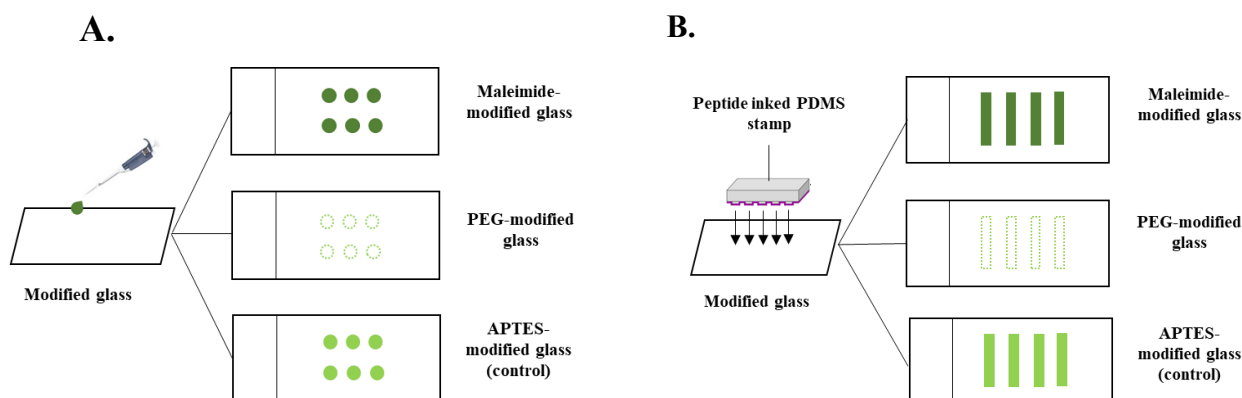 A.
Maleimide-
modified glass
PEG-modified
glass
Modified glass
APTES-
modified glass
(control)
B.
Peptide inked PDMS
stamp
Maleimide-
modified glass
PEG-modified
glass
Modified glass
APTES-
modified glass
(control)